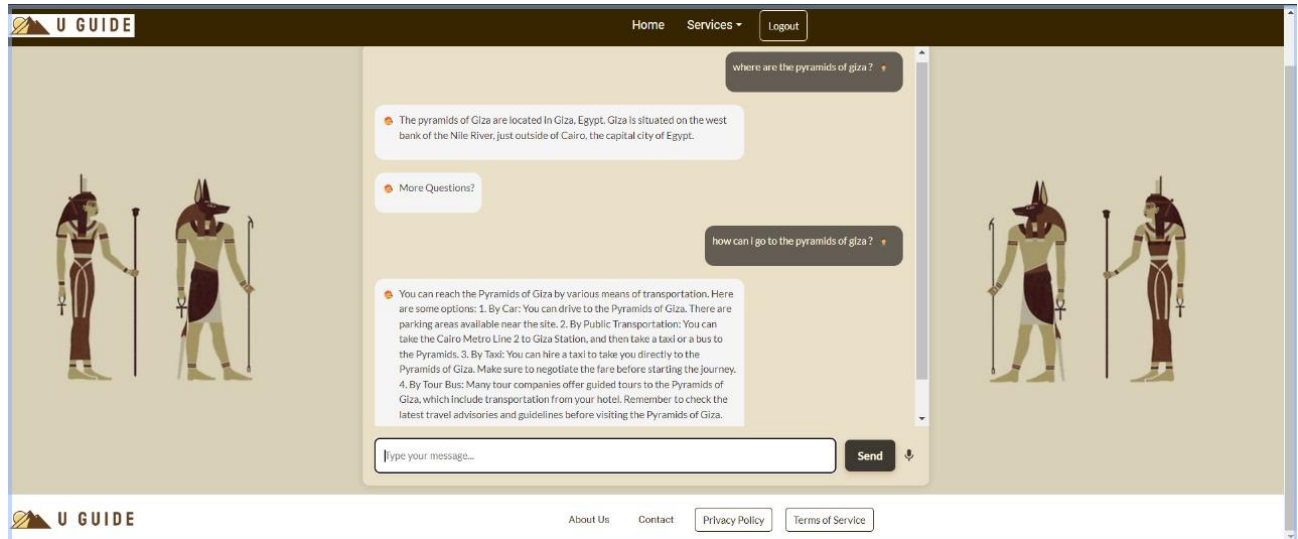 U GUIDE
Home Services Logout
where are the pyramids of giza ?
The pyramids of Giza are located in Giza, Egypt. Giza is situated on the west
bank of the Nile River, just outside of Cairo, the capital city of Egypt.
More Questions?
how can i go to the pyramids of giza ?
You can reach the Pyramids of Giza by various means of transportation. Here
are some options: 1. By Car: You can drive to the Pyramids of Giza. There are
parking areas available near the site. 2. By Public Transportation: You can
take the Cairo Metro Line 2 to Giza Station, and then take a taxi or a bus to
the Pyramids. 3. By Taxi: You can hire a taxi to take you directly to the
Pyramids of Giza. Make sure to negotiate the fare before starting the journey.
4. By Tour Bus: Many tour companies offer guided tours to the Pyramids of
Giza, which include transportation from your hotel. Remember to check the
latest travel advisories and guidelines before visiting the Pyramids of Giza.
Type your message...
Send
U GUIDE
About Us Contact Privacy Policy Terms of Service